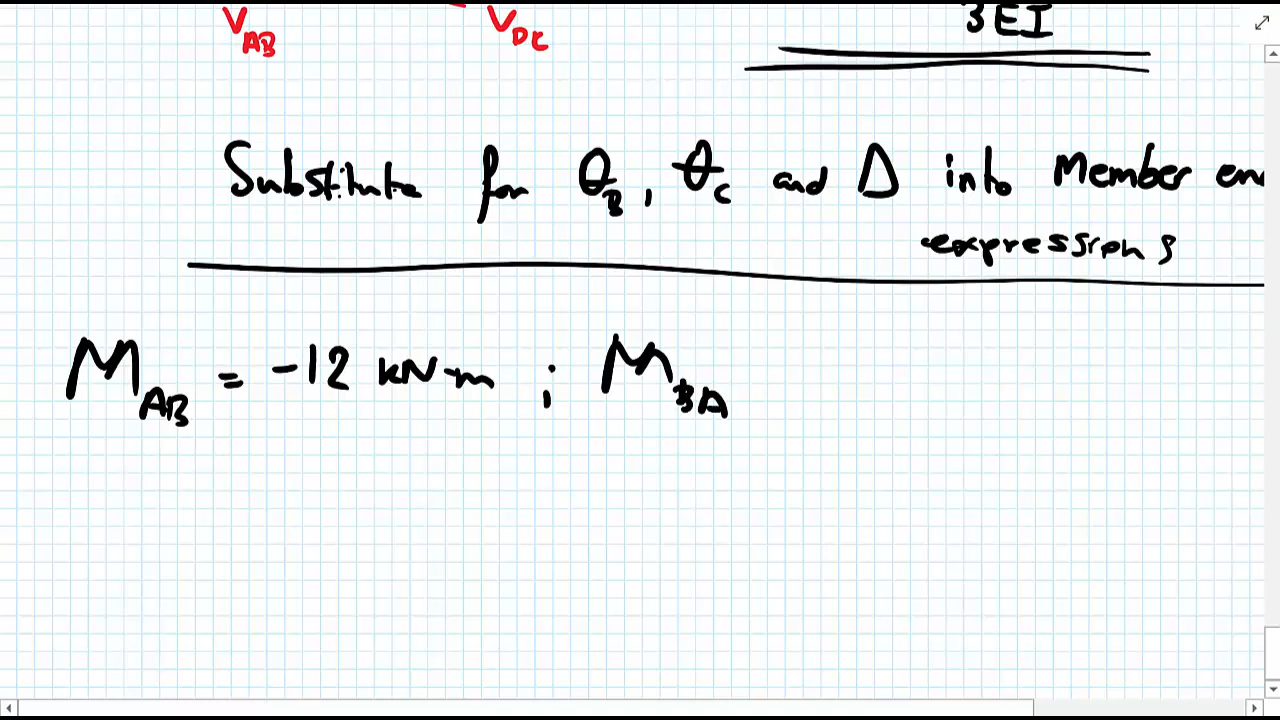 V_AB V_DC 3EI
Substitute for θ_B, θ_C and Δ into Member en
expressions
M_AB = -12 kN-m ; M_BA